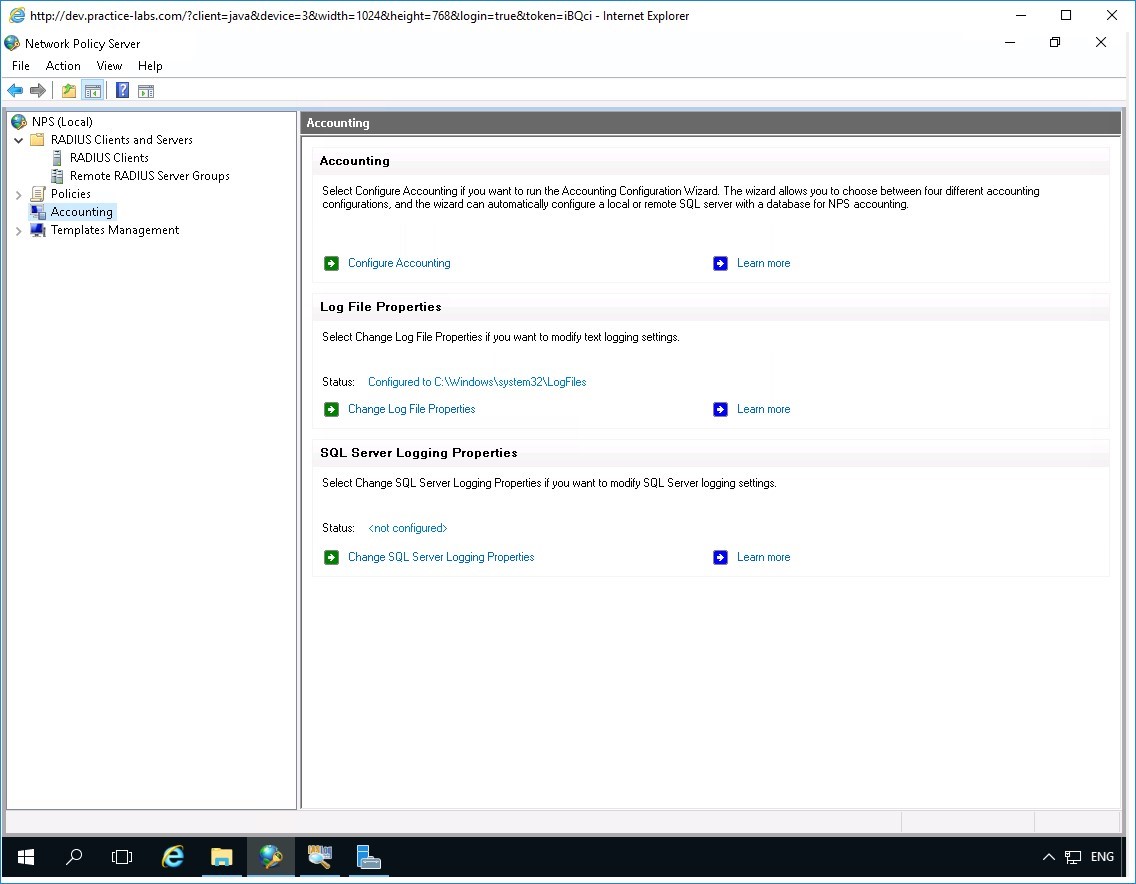 http://dev.practice-labs.com/?client=java&device=3&width=1024&height=768&login=true&token=iBQci - Internet Explorer
Network Policy Server
File Action View Help
NPS (Local)
RADIUS Clients and Servers
RADIUS Clients
Remote RADIUS Server Groups
Policies
Accounting
Templates Management
Accounting
Accounting
Select Configure Accounting if you want to run the Accounting Configuration Wizard. The wizard allows you to choose between four different accounting
configurations, and the wizard can automatically configure a local or remote SQL server with a database for NPS accounting.
Configure Accounting Learn more
Log File Properties
Select Change Log File Properties if you want to modify text logging settings.
Status: Configured to C:\Windows\system32\LogFiles
Change Log File Properties Learn more
SQL Server Logging Properties
Select Change SQL Server Logging Properties if you want to modify SQL Server logging settings.
Status: <not configured>
Change SQL Server Logging Properties Learn more
ENG